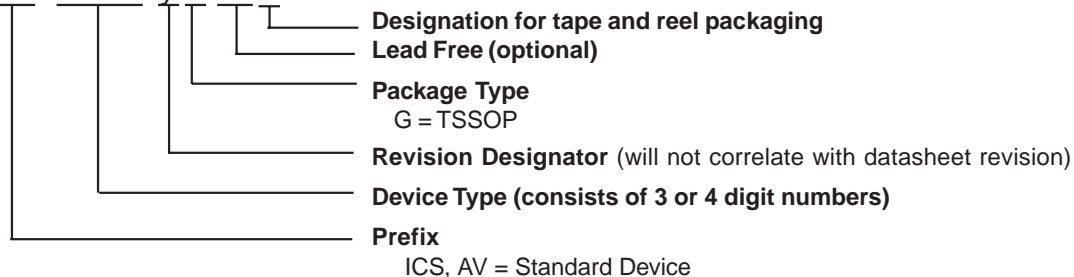 Designation for tape and reel packaging
Lead Free (optional)
Package Type
G = TSSOP
Revision Designator (will not correlate with datasheet revision)
Device Type (consists of 3 or 4 digit numbers)
Prefix
ICS, AV = Standard Device